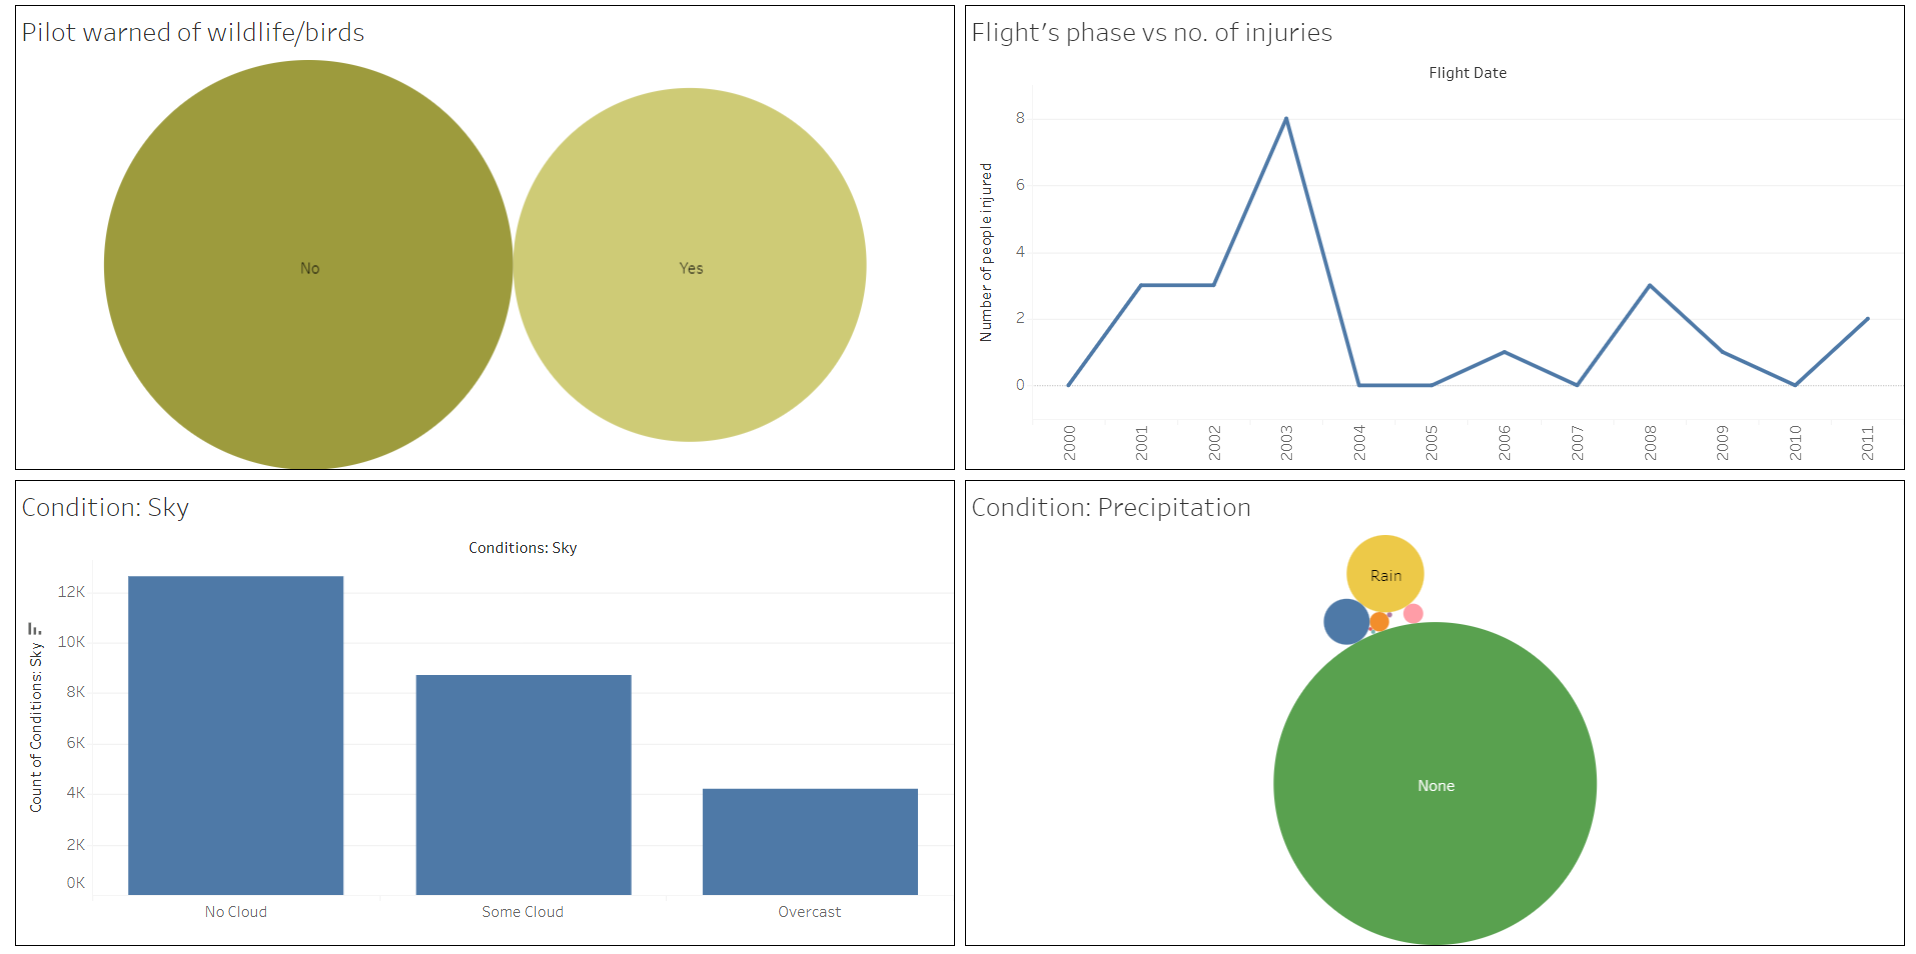 Pilot warned of wildlife/birds
No
Yes
Flight's phase vs no. of injuries
Flight Date
Number of people injured
8
6
4
2
0
2000
2001
2002
2003
2004
2005
2006
2007
2008
2009
2010
2011
Condition: Sky
Conditions: Sky
Count of Conditions: Sky
12K
10K
8K
6K
4K
2K
0K
No Cloud
Some Cloud
Overcast
Condition: Precipitation
Rain
None